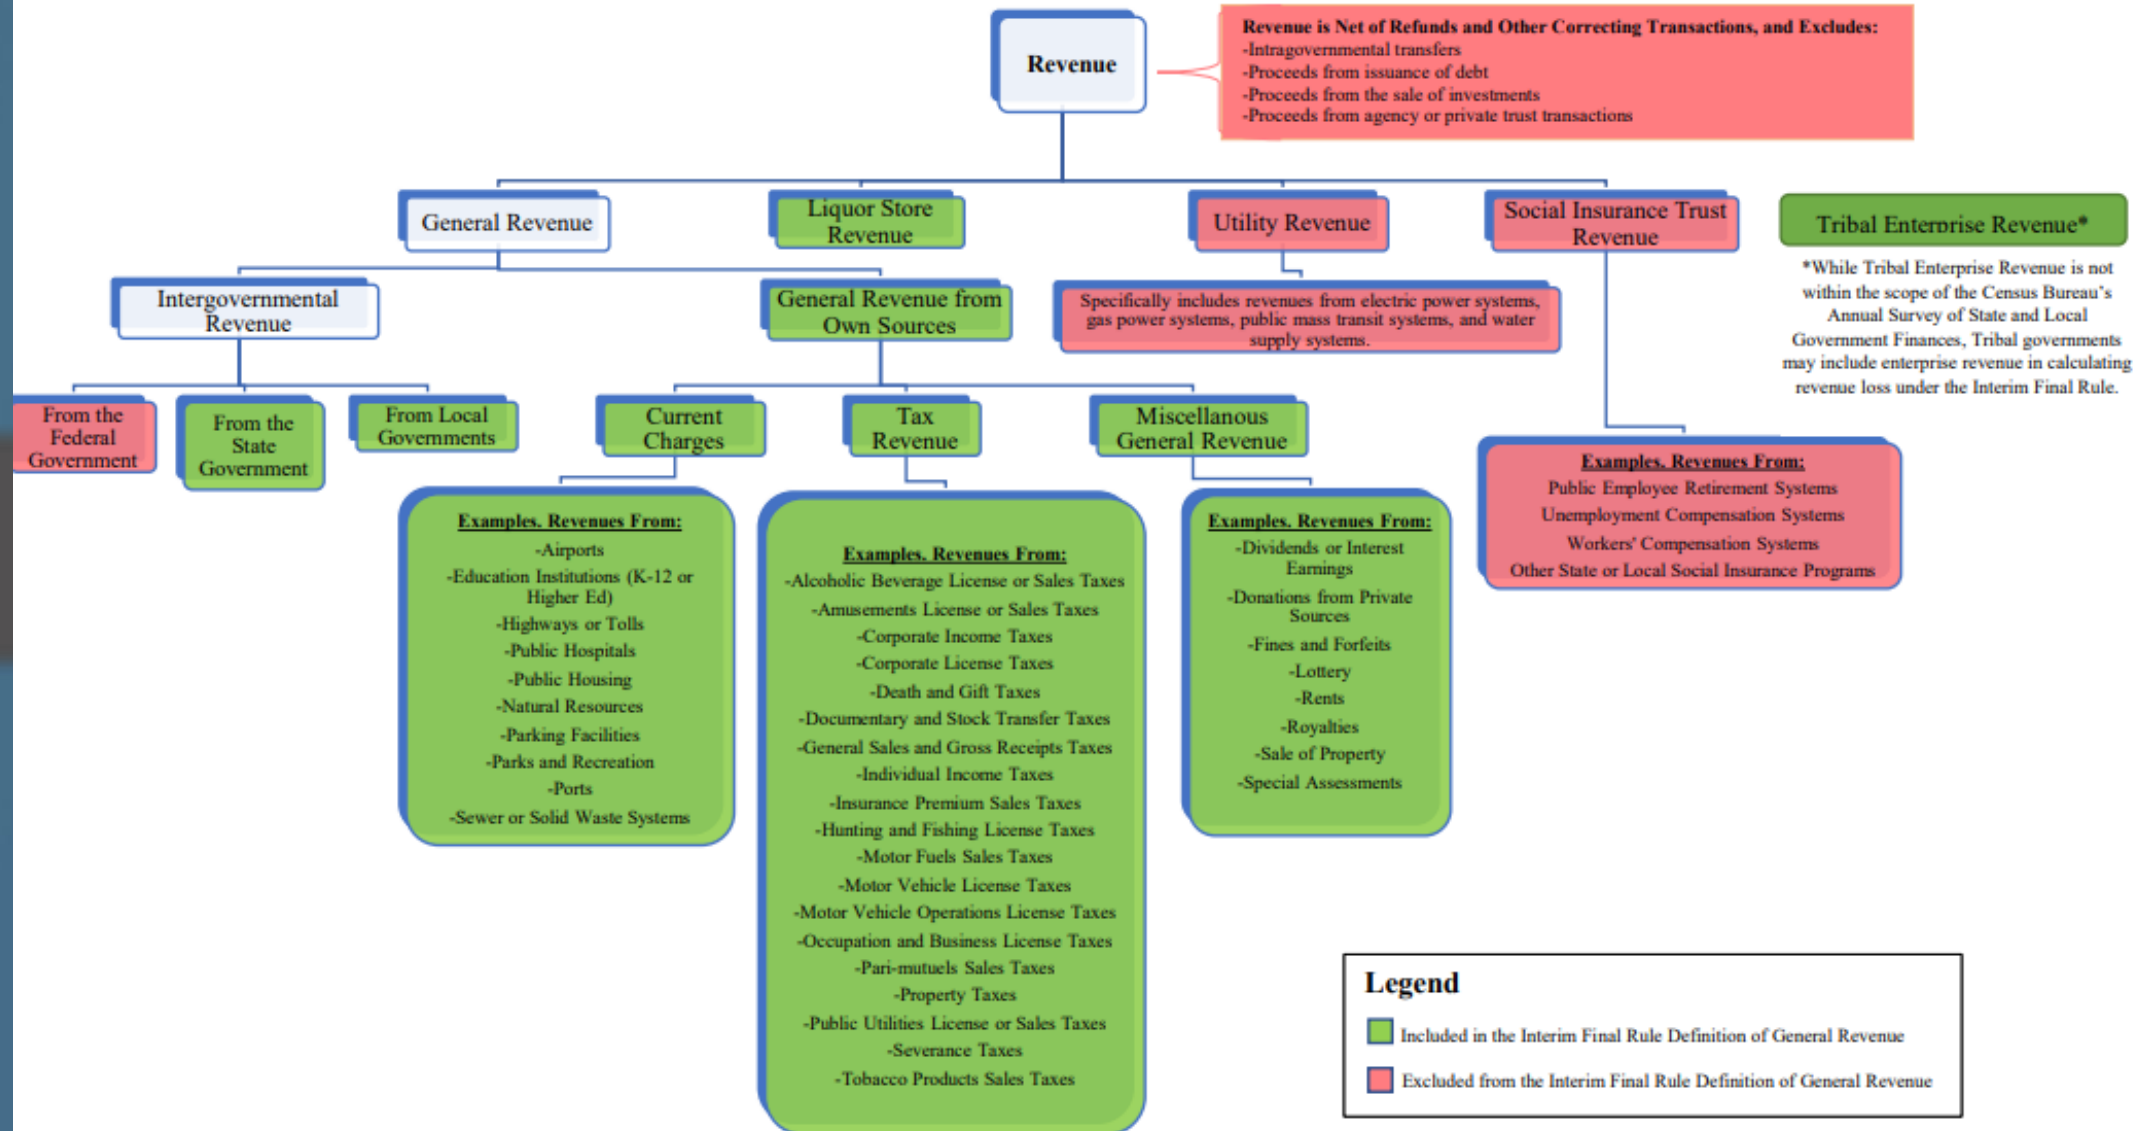 Revenue
Revenue is Net of Refunds and Other Correcting Transactions, and Excludes:
-Intragovernmental transfers
-Proceeds from issuance of debt
-Proceeds from the sale of investments
-Proceeds from agency or private trust transactions
General Revenue
Liquor Store
Revenue
Utility Revenue
Social Insurance Trust
Revenue
Tribal Enterprise Revenue*
*While Tribal Enterprise Revenue is not
within the scope of the Census Bureau's
Annual Survey of State and Local
Government Finances, Tribal governments
may include enterprise revenue in calculating
revenue loss under the Interim Final Rule.
Intergovernmental
Revenue
General Revenue from
Own Sources
Specifically includes revenues from electric power systems,
gas power systems, public mass transit systems, and water
supply systems.
From the
Federal
Government
From the
State
Government
From Local
Governments
Current
Charges
Tax
Revenue
Miscellanous
General Revenue
Examples. Revenues From:
-Airports
-Education Institutions (K-12 or
Higher Ed)
-Highways or Tolls
-Public Hospitals
-Public Housing
-Natural Resources
-Parking Facilities
-Parks and Recreation
-Ports
-Sewer or Solid Waste Systems
Examples. Revenues From:
-Alcoholic Beverage License or Sales Taxes
-Amusements License or Sales Taxes
-Corporate Income Taxes
-Corporate License Taxes
-Death and Gift Taxes
-Documentary and Stock Transfer Taxes
-General Sales and Gross Receipts Taxes
-Individual Income Taxes
-Insurance Premium Sales Taxes
-Hunting and Fishing License Taxes
-Motor Fuels Sales Taxes
-Motor Vehicle License Taxes
-Motor Vehicle Operations License Taxes
-Occupation and Business License Taxes
-Pari-mutuels Sales Taxes
-Property Taxes
-Public Utilities License or Sales Taxes
-Severance Taxes
-Tobacco Products Sales Taxes
Examples. Revenues From:
-Dividends or Interest
Earnings
-Donations from Private
Sources
-Fines and Forfeits
-Lottery
-Rents
-Royalties
-Sale of Property
-Special Assessments
Examples. Revenues From:
Public Employee Retirement Systems
Unemployment Compensation Systems
Workers' Compensation Systems
Other State or Local Social Insurance Programs
Legend
Included in the Interim Final Rule Definition of General Revenue
Excluded from the Interim Final Rule Definition of General Revenue